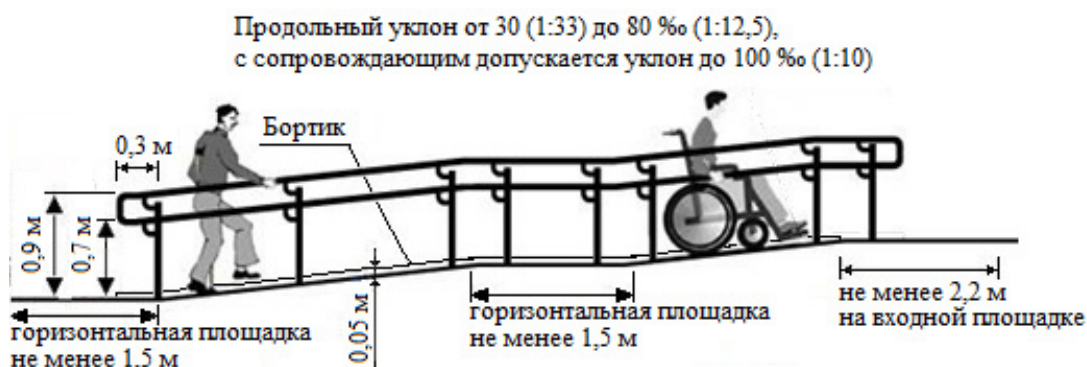 Продольный уклон от 30 (1:33) до 80 ‰ (1:12,5),
с сопровождающим допускается уклон до 100 ‰ (1:10)
0,3 м
Бортик
0,9 м
0,7 м
0,05 м
горизонтальная площадка
не менее 1,5 м
горизонтальная площадка
не менее 1,5 м
не менее 2,2 м
на входной площадке